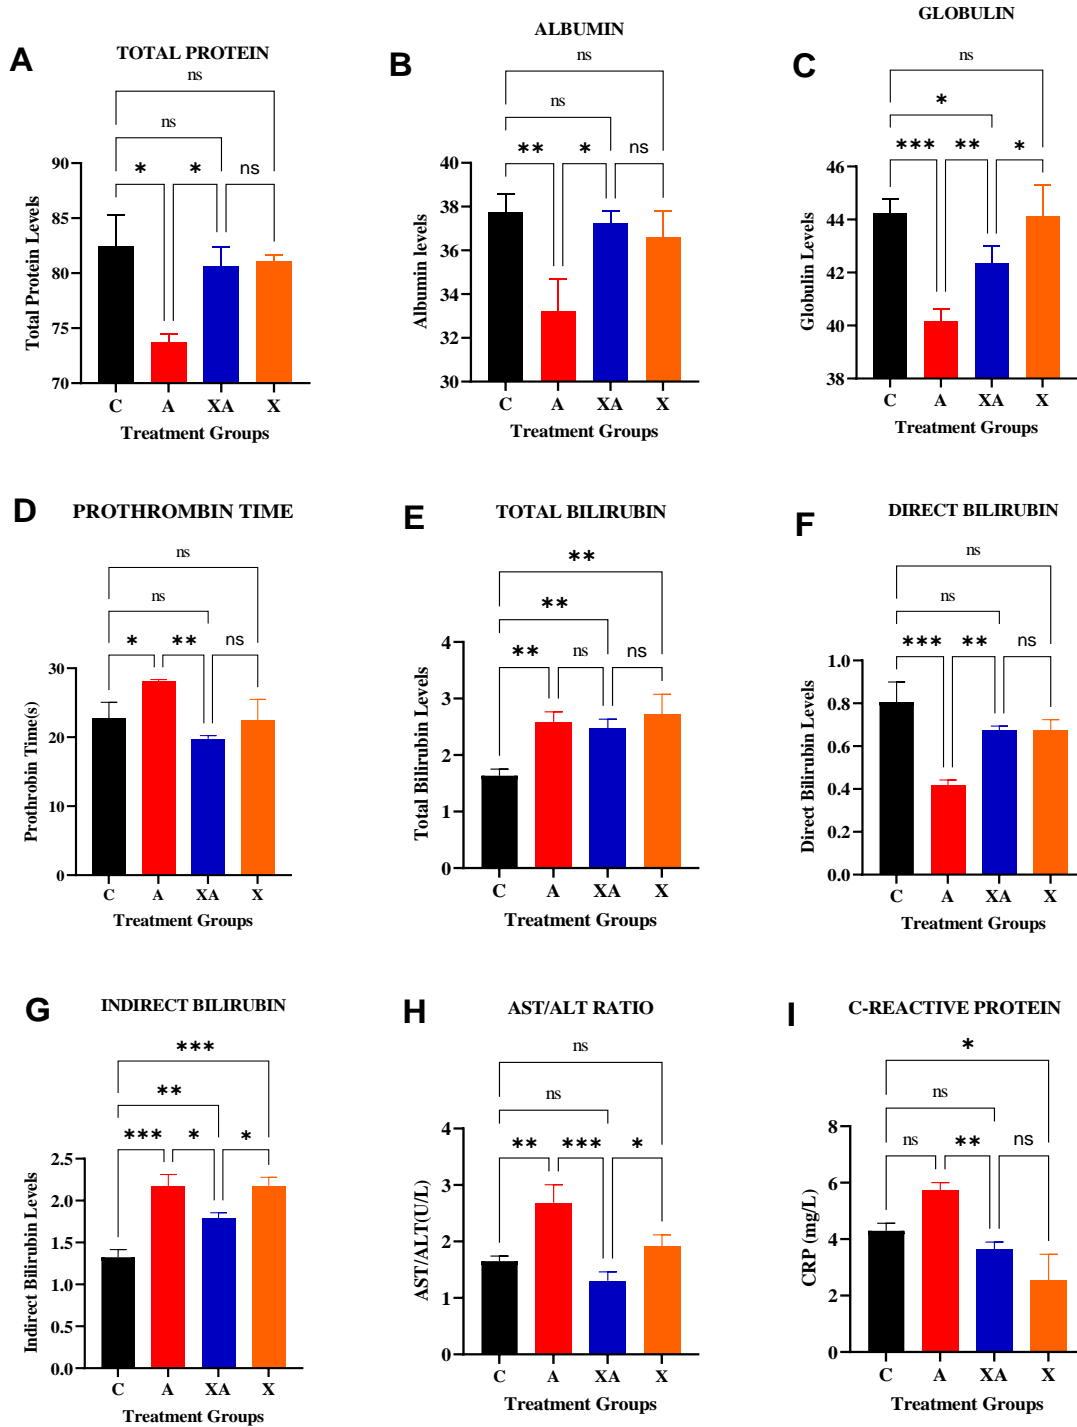 A
TOTAL PROTEIN
ns
ns
* * ns
90
85
80
75
70
Total Protein Levels
C A XA X
Treatment Groups
B
ALBUMIN
ns
ns
** * ns
40
38
36
34
32
30
Albumin levels
C A XA X
Treatment Groups
C
GLOBULIN
ns
*
*** ** *
46
44
42
40
38
Globulin Levels
C A XA X
Treatment Groups
D
PROTHROMBIN TIME
ns
ns
* ** ns
30
20
10
0
Prothrobin Time(s)
C A XA X
Treatment Groups
E
TOTAL BILIRUBIN
**
**
** ns ns
4
3
2
1
0
Total Bilirubin Levels
C A XA X
Treatment Groups
F
DIRECT BILIRUBIN
ns
ns
*** ** ns
1.0
0.8
0.6
0.4
0.2
0.0
Direct Bilirubin Levels
C A XA X
Treatment Groups
G
INDIRECT BILIRUBIN
***
**
*** * *
2.5
2.0
1.5
1.0
0.5
0.0
Indirect Bilirubin Levels
C A XA X
Treatment Groups
H
AST/ALT RATIO
ns
ns
** *** *
4
3
2
1
0
AST/ALT(U/L)
C A XA X
Treatment Groups
I
C-REACTIVE PROTEIN
*
ns
ns ** ns
8
6
4
2
0
CRP (mg/L)
C A XA X
Treatment Groups